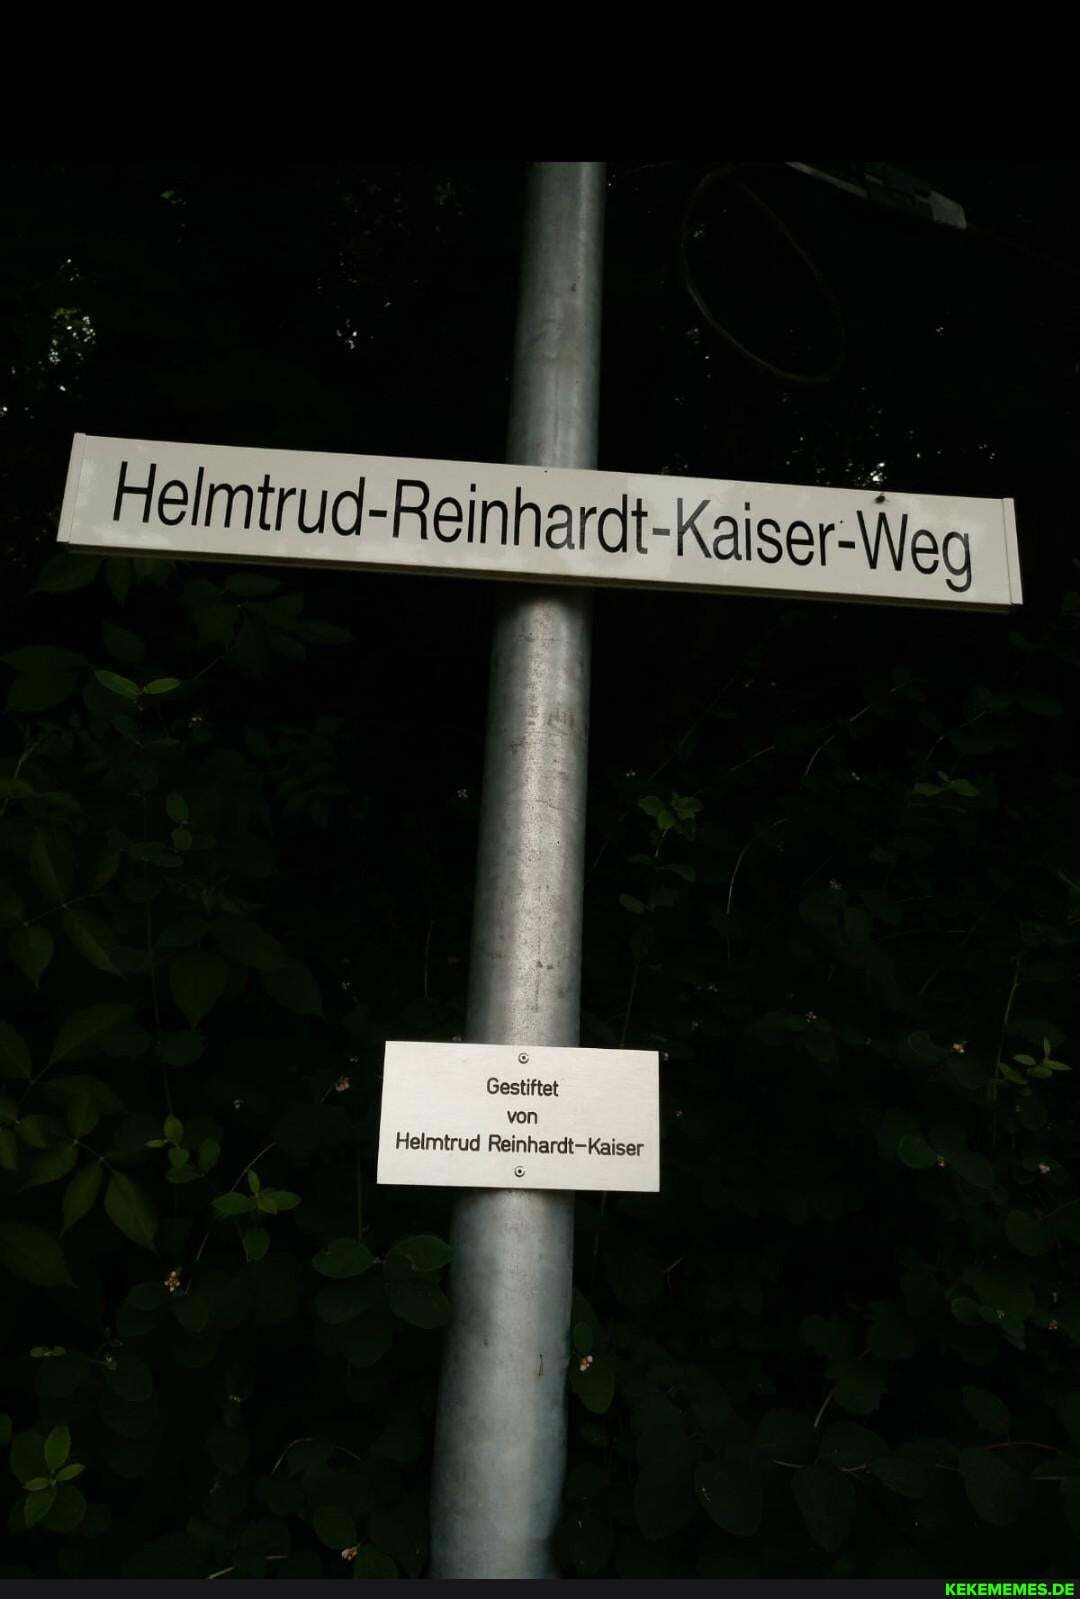 Helmtrud-Reinhardt-Kaiser-Weg
Gestiftet
von
Helmtrud Reinhardt-Kaiser
KEKEMEMES.DE